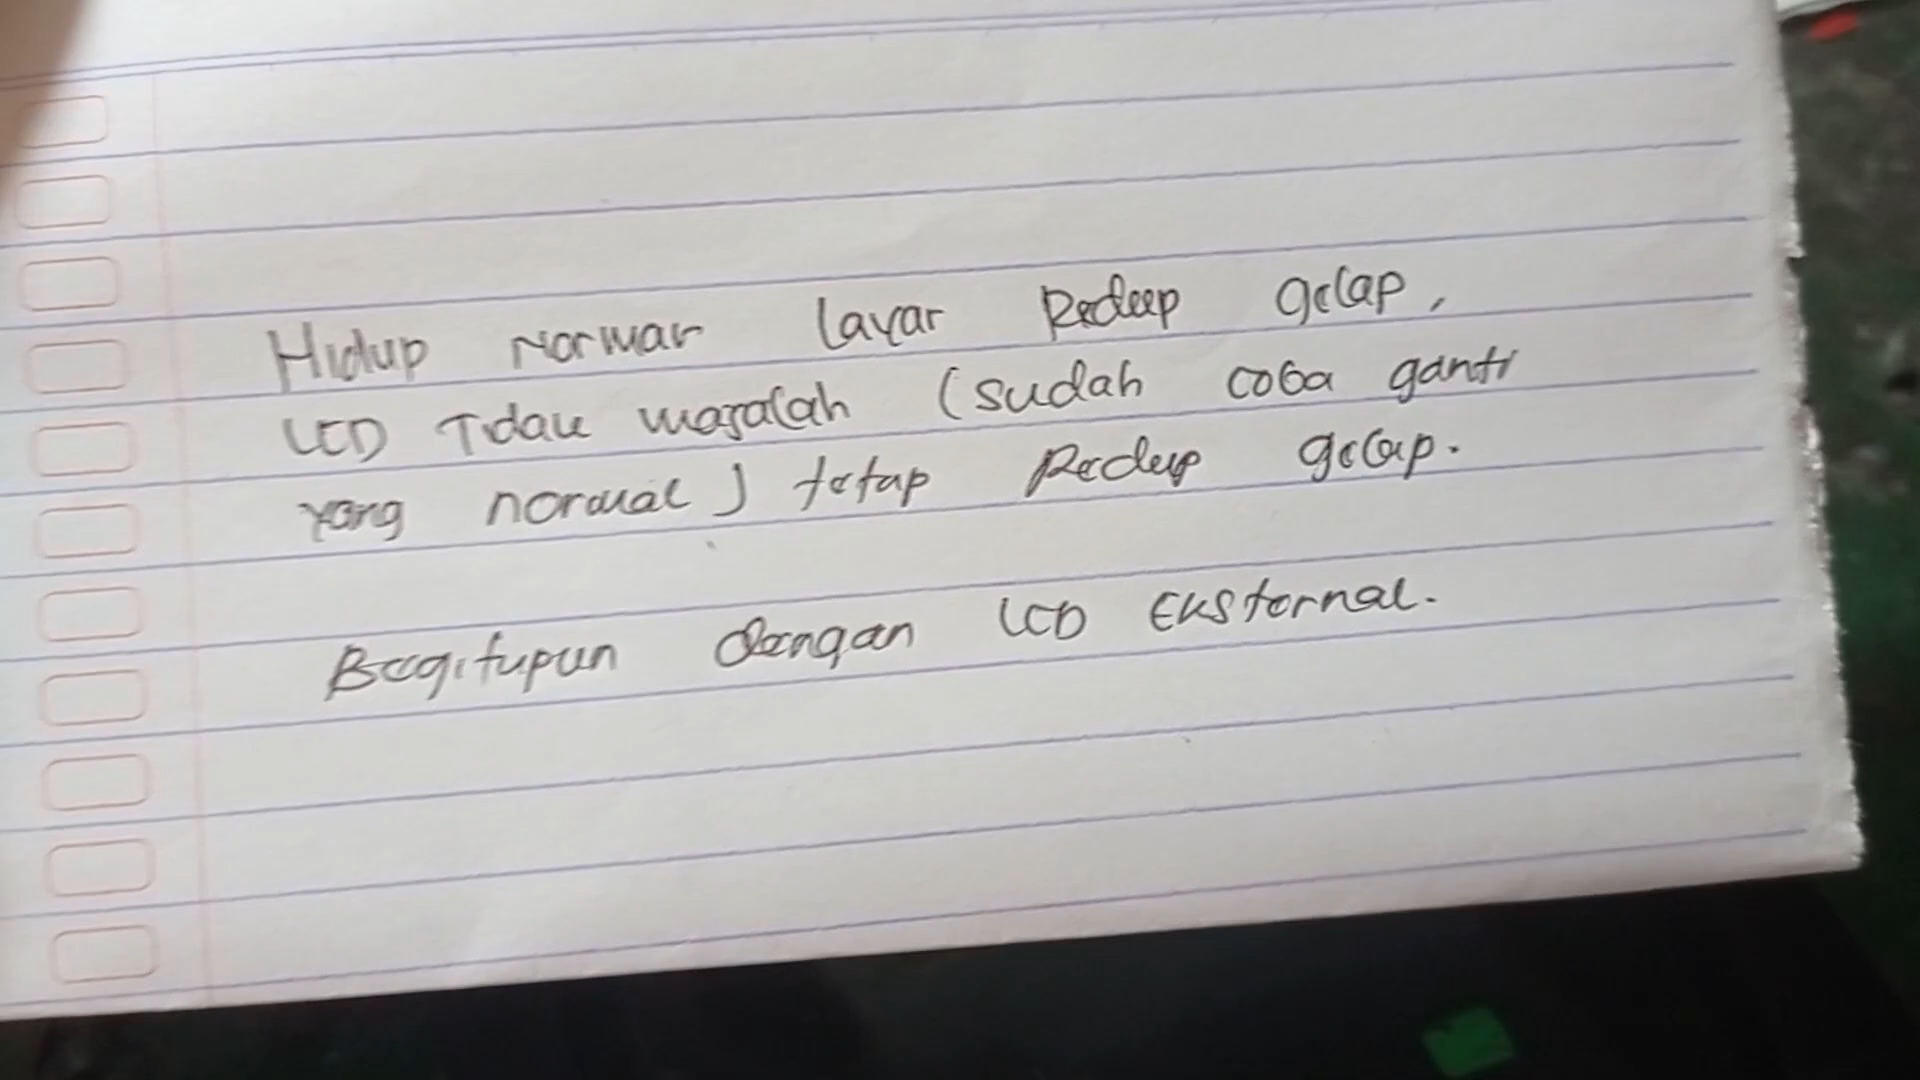 Hidup Normal layar Redup gelap,
LCD Tidak masalah (sudah coba ganti
yang normal) tetap Redup gelap.
Begitupun dengan LCD Eksternal.